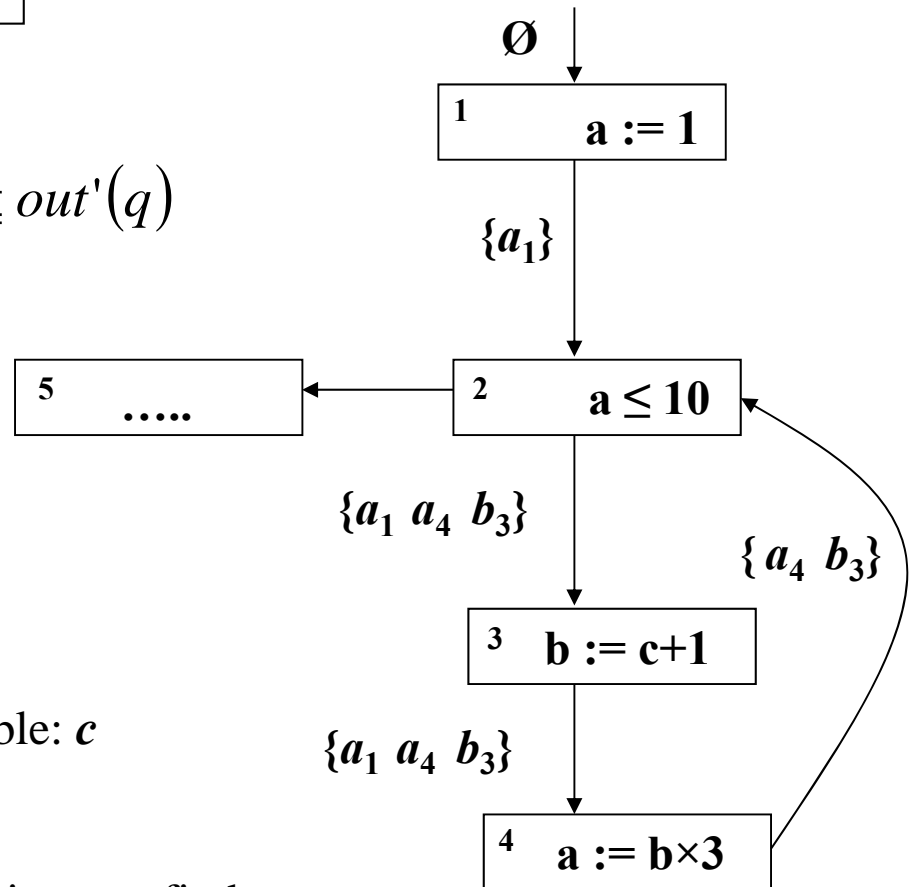 Ø
1 a := 1
out'(q)
{a₁}
5 …..
2 a ≤ 10
{a₁ a₄ b₃}
{ a₄ b₃}
3 b := c+1
: c
{a₁ a₄ b₃}
4 a := b×3